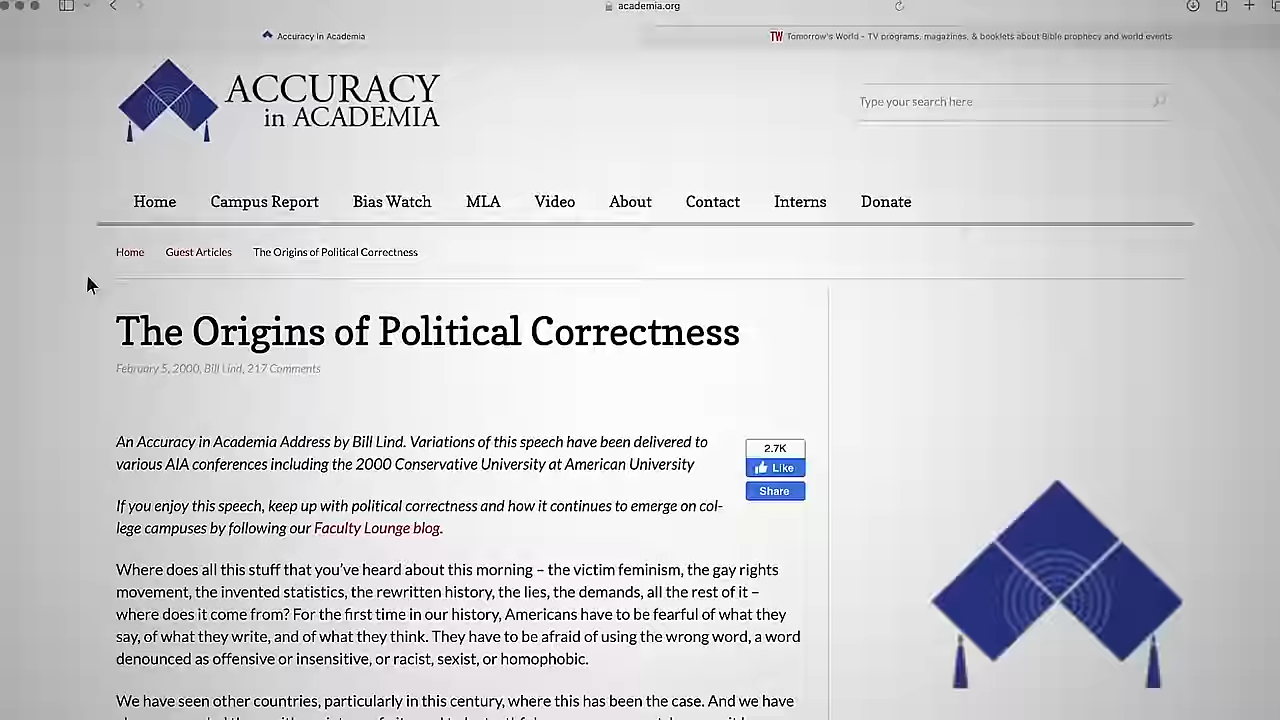 academia.org
Accuracy in Academia
TW Tomorrow's World - TV programs, magazines, & booklets about Bible prophecy and world events
ACCURACY
in ACADEMIA
Type your search here
Home Campus Report Bias Watch MLA Video About Contact Interns Donate
Home Guest Articles The Origins of Political Correctness
The Origins of Political Correctness
February 5, 2000, Bill Lind, 217 Comments
An Accuracy in Academia Address by Bill Lind. Variations of this speech have been delivered to
various AIA conferences including the 2000 Conservative University at American University
2.7K
Like
Share
If you enjoy this speech, keep up with political correctness and how it continues to emerge on col-
lege campuses by following our Faculty Lounge blog.
Where does all this stuff that you've heard about this morning – the victim feminism, the gay rights
movement, the invented statistics, the rewritten history, the lies, the demands, all the rest of it –
where does it come from? For the first time in our history, Americans have to be fearful of what they
say, of what they write, and of what they think. They have to be afraid of using the wrong word, a word
denounced as offensive or insensitive, or racist, sexist, or homophobic.
We have seen other countries, particularly in this century, where this has been the case. And we have